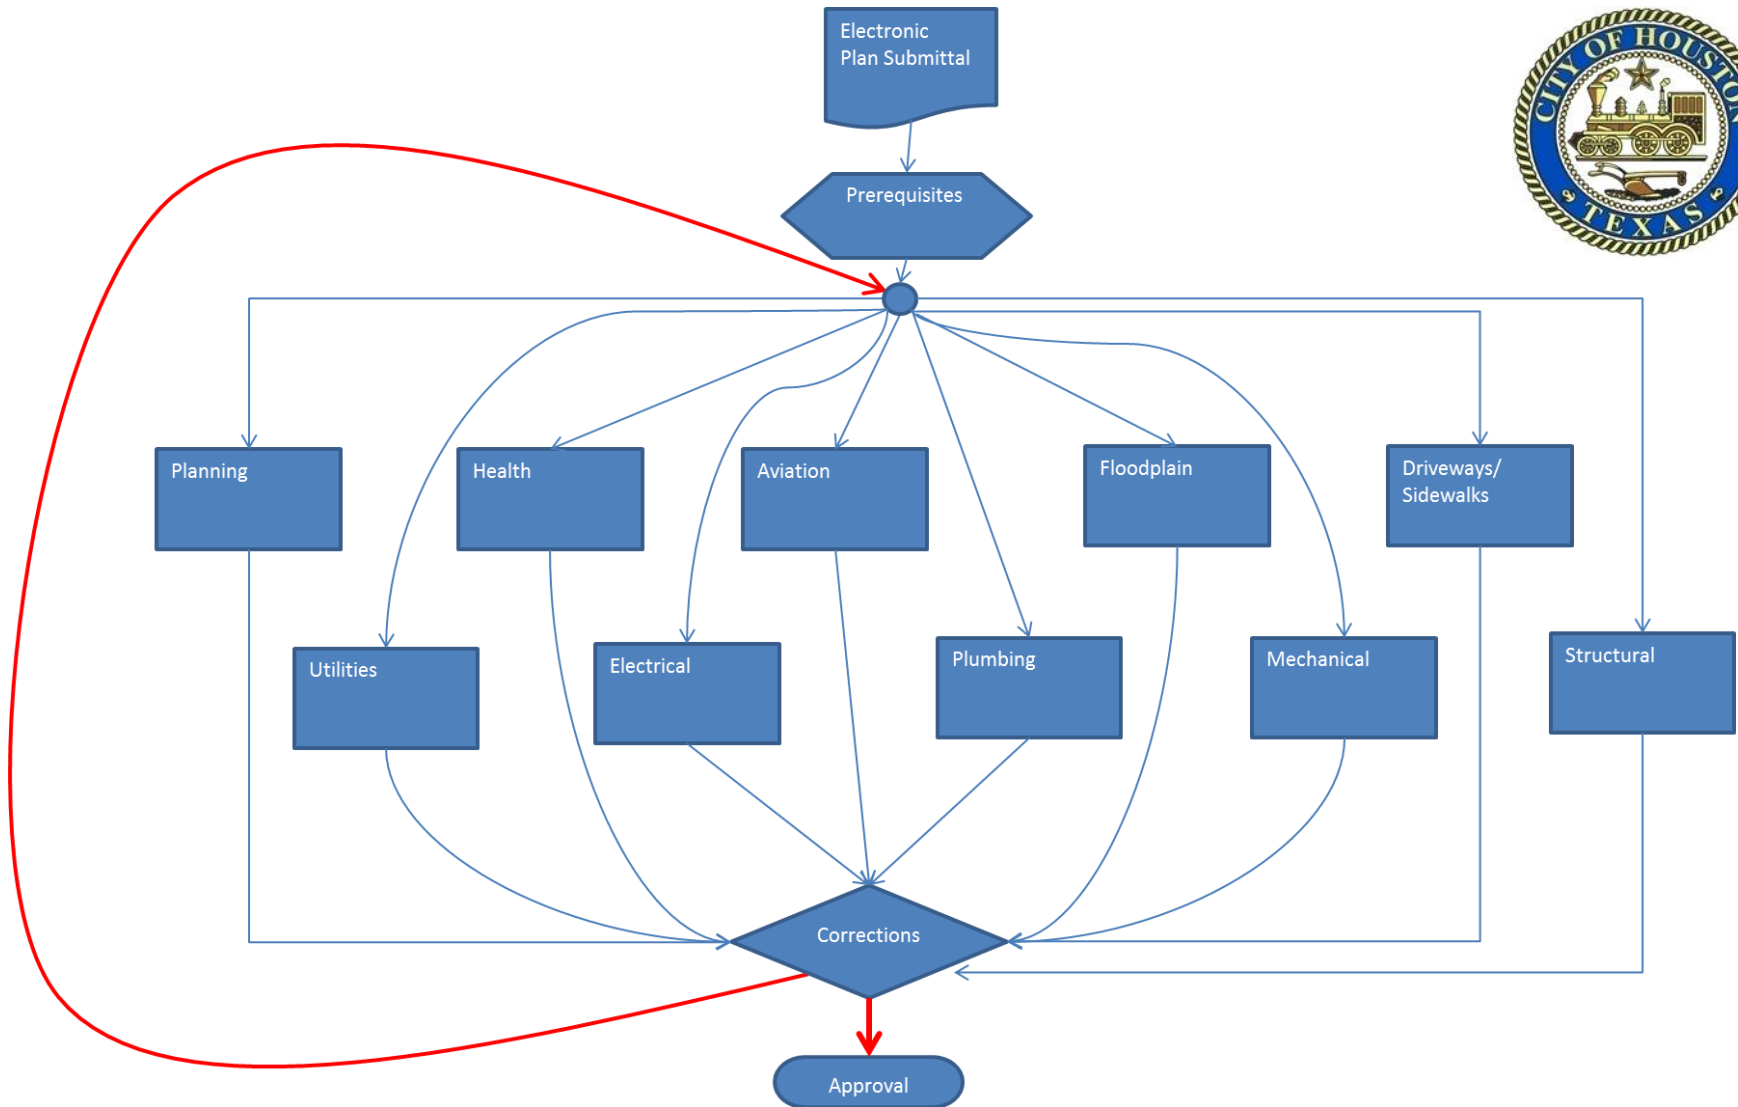 Electronic
Plan Submittal
CITY OF HOUSTON
TEXAS
Prerequisites
Planning
Health
Aviation
Floodplain
Driveways/
Sidewalks
Utilities
Electrical
Plumbing
Mechanical
Structural
Corrections
Approval